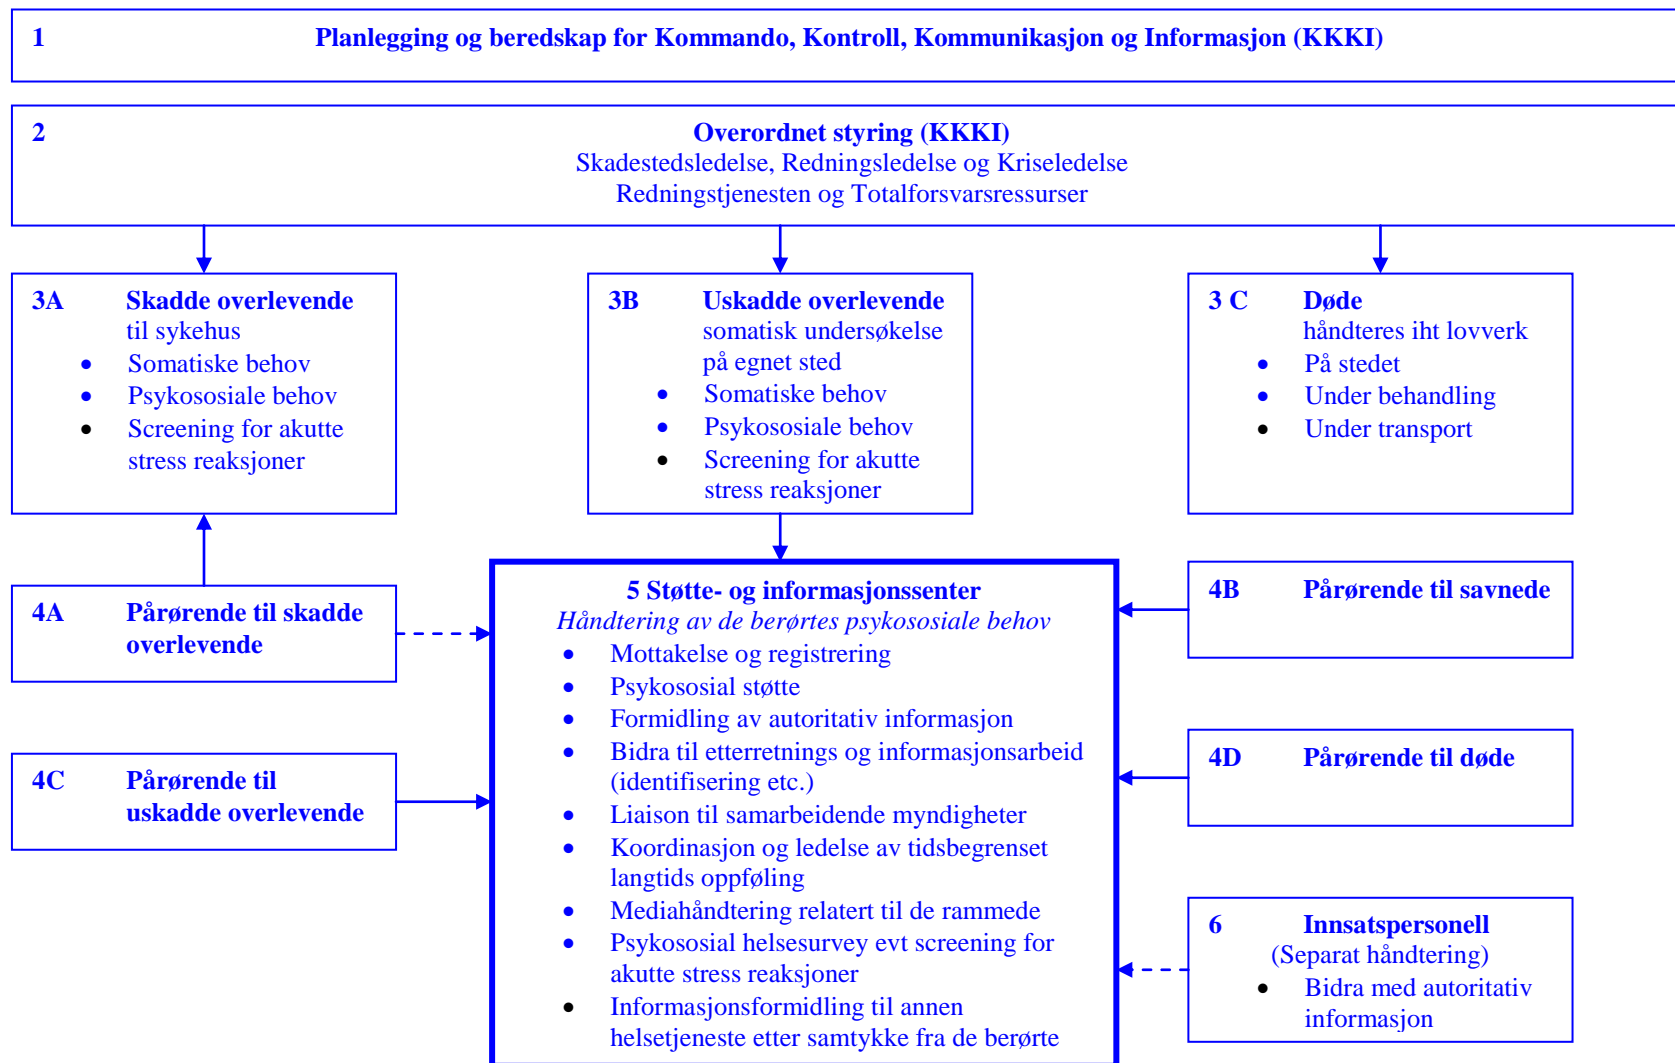 1 Planlegging og beredskap for Kommando, Kontroll, Kommunikasjon og Informasjon (KKKI)
2 Overordnet styring (KKKI)
Skadestedsledelse, Redningsledelse og Kriseledelse
Redningstjenesten og Totalforsvarsressurser
3A Skadde overlevende
til sykehus
• Somatiske behov
• Psykososiale behov
• Screening for akutte
stress reaksjoner
3B Uskadde overlevende
somatisk undersøkelse
på egnet sted
• Somatiske behov
• Psykososiale behov
• Screening for akutte
stress reaksjoner
3 C Døde
håndteres iht lovverk
• På stedet
• Under behandling
• Under transport
4A Pårørende til skadde
overlevende
4C Pårørende til
uskadde overlevende
5 Støtte- og informasjonssenter
Håndtering av de berørtes psykososiale behov
• Mottakelse og registrering
• Psykososial støtte
• Formidling av autoritativ informasjon
• Bidra til etterretnings og informasjonsarbeid
(identifisering etc.)
• Liaison til samarbeidende myndigheter
• Koordinasjon og ledelse av tidsbegrenset
langtids oppføling
• Mediahåndtering relatert til de rammede
• Psykososial helsesurvey evt screening for
akutte stress reaksjoner
• Informasjonsformidling til annen
helsetjeneste etter samtykke fra de berørte
4B Pårørende til savnede
4D Pårørende til døde
6 Innsatspersonell
(Separat håndtering)
• Bidra med autoritativ
informasjon